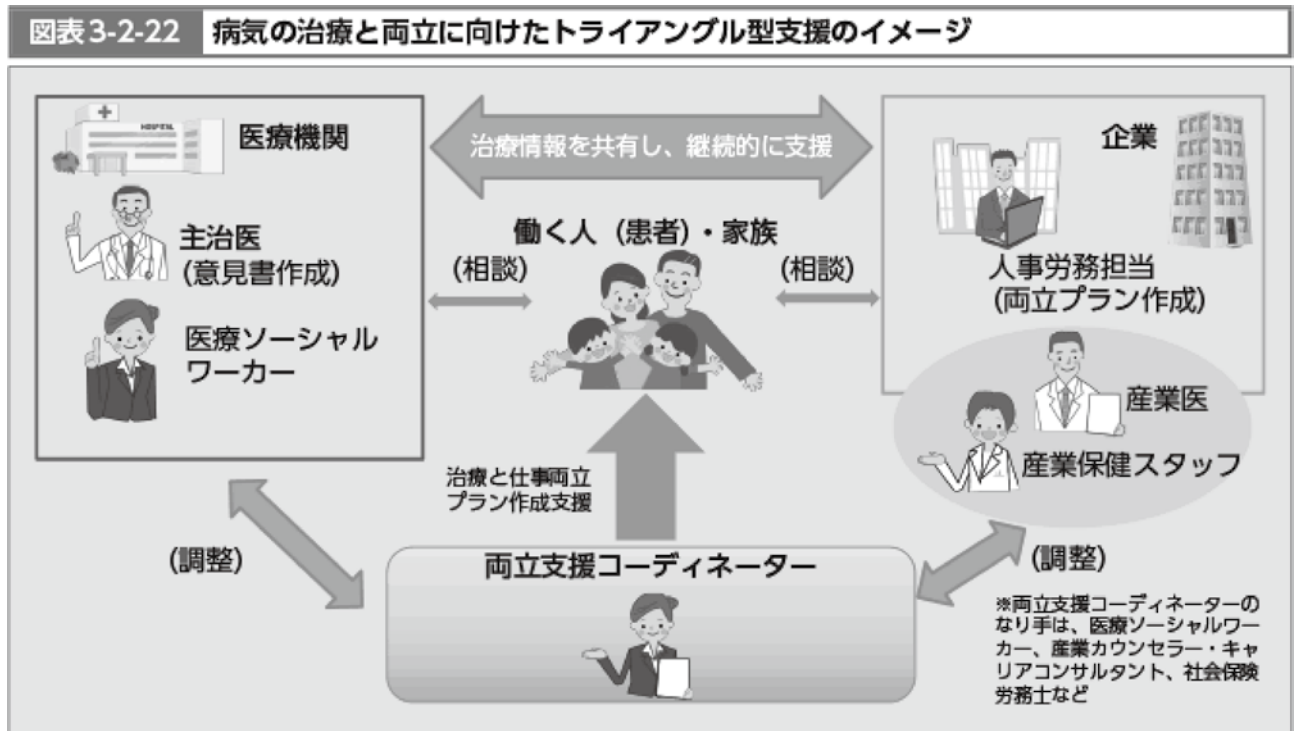 図表3-2-22 病気の治療と両立に向けたトライアングル型支援のイメージ
HOSPITAL
医療機関
主治医
(意見書作成)
医療ソーシャル
ワーカー
治療情報を共有し、継続的に支援
働く人（患者）・家族
(相談)
(相談)
企業
人事労務担当
(両立プラン作成)
産業医
産業保健スタッフ
治療と仕事両立
プラン作成支援
(調整)
両立支援コーディネーター
(調整)
※両立支援コーディネーターの
なり手は、医療ソーシャルワー
カー、産業カウンセラー・キャ
リアコンサルタント、社会保険
労務士など